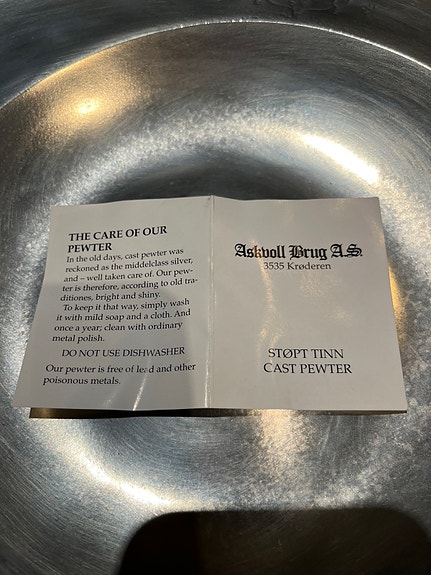 THE CARE OF OUR
PEWTER
In the old days, cast pewter was
reckoned as the middelclass silver,
and – well taken care of. Our pew-
ter is therefore, according to old tra-
ditiones, bright and shiny.
To keep it that way, simply wash
it with mild soap and a cloth. And
once a year; clean with ordinary
metal polish.
DO NOT USE DISHWASHER
Our pewter is free of lead and other
poisonous metals.
Askvoll Brug A.S.
3535 Krøderen
STØPT TINN
CAST PEWTER